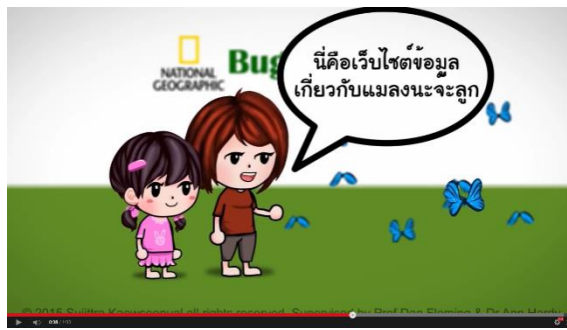 NATIONAL
GEOGRAPHIC
Bug
นี่คือเว็บไซต์ข้อมูล
เกี่ยวกับแมลงนะจ๊ะลูก
© 2015 Sujittra Kaewseenual all rights reserved. Supervised by Prof Dan Fleming & Dr Ann Hardy